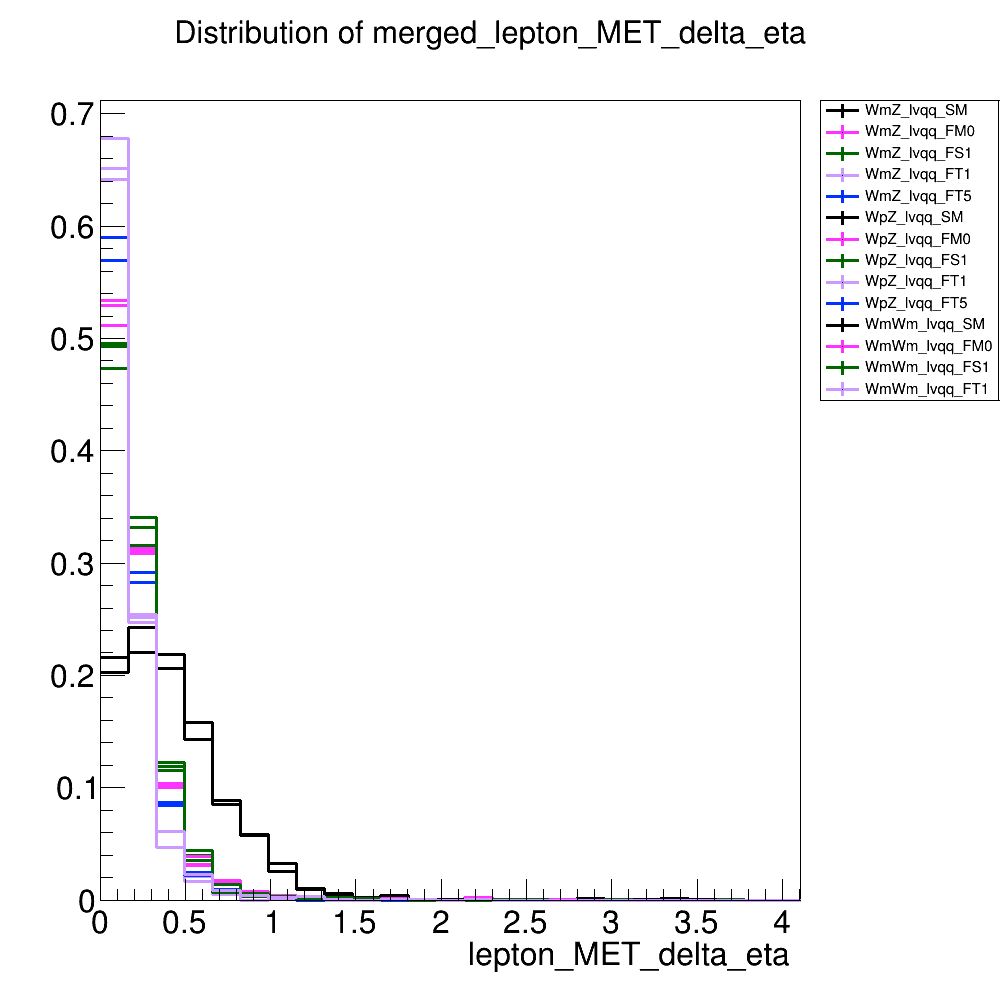 Distribution of merged_lepton_MET_delta_eta
0.7
0.6
0.5
0.4
0.3
0.2
0.1
0
0 0.5 1 1.5 2 2.5 3 3.5 4
lepton_MET_delta_eta
WmZ_lvqq_SM
WmZ_lvqq_FM0
WmZ_lvqq_FS1
WmZ_lvqq_FT1
WmZ_lvqq_FT5
WpZ_lvqq_SM
WpZ_lvqq_FM0
WpZ_lvqq_FS1
WpZ_lvqq_FT1
WpZ_lvqq_FT5
WmWm_lvqq_SM
WmWm_lvqq_FM0
WmWm_lvqq_FS1
WmWm_lvqq_FT1